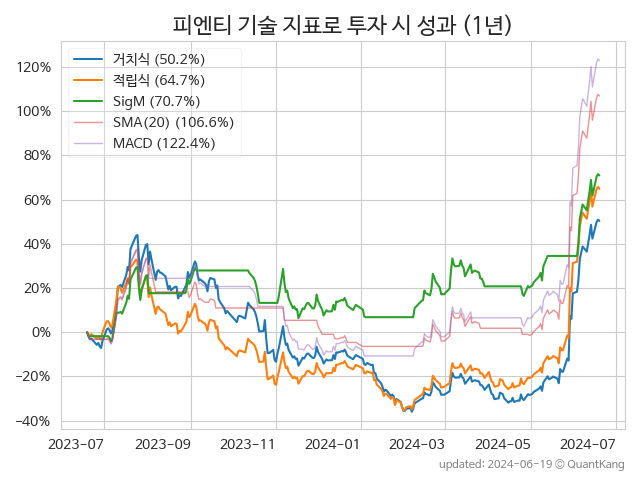 피엔티 기술 지표로 투자 시 성과 (1년)
거치식 (50.2%)
적립식 (64.7%)
SigM (70.7%)
SMA(20) (106.6%)
MACD (122.4%)
120%
100%
80%
60%
40%
20%
0%
−20%
−40%
2023-07 2023-09 2023-11 2024-01 2024-03 2024-05 2024-07
updated: 2024-06-19 ⓒ QuantKang